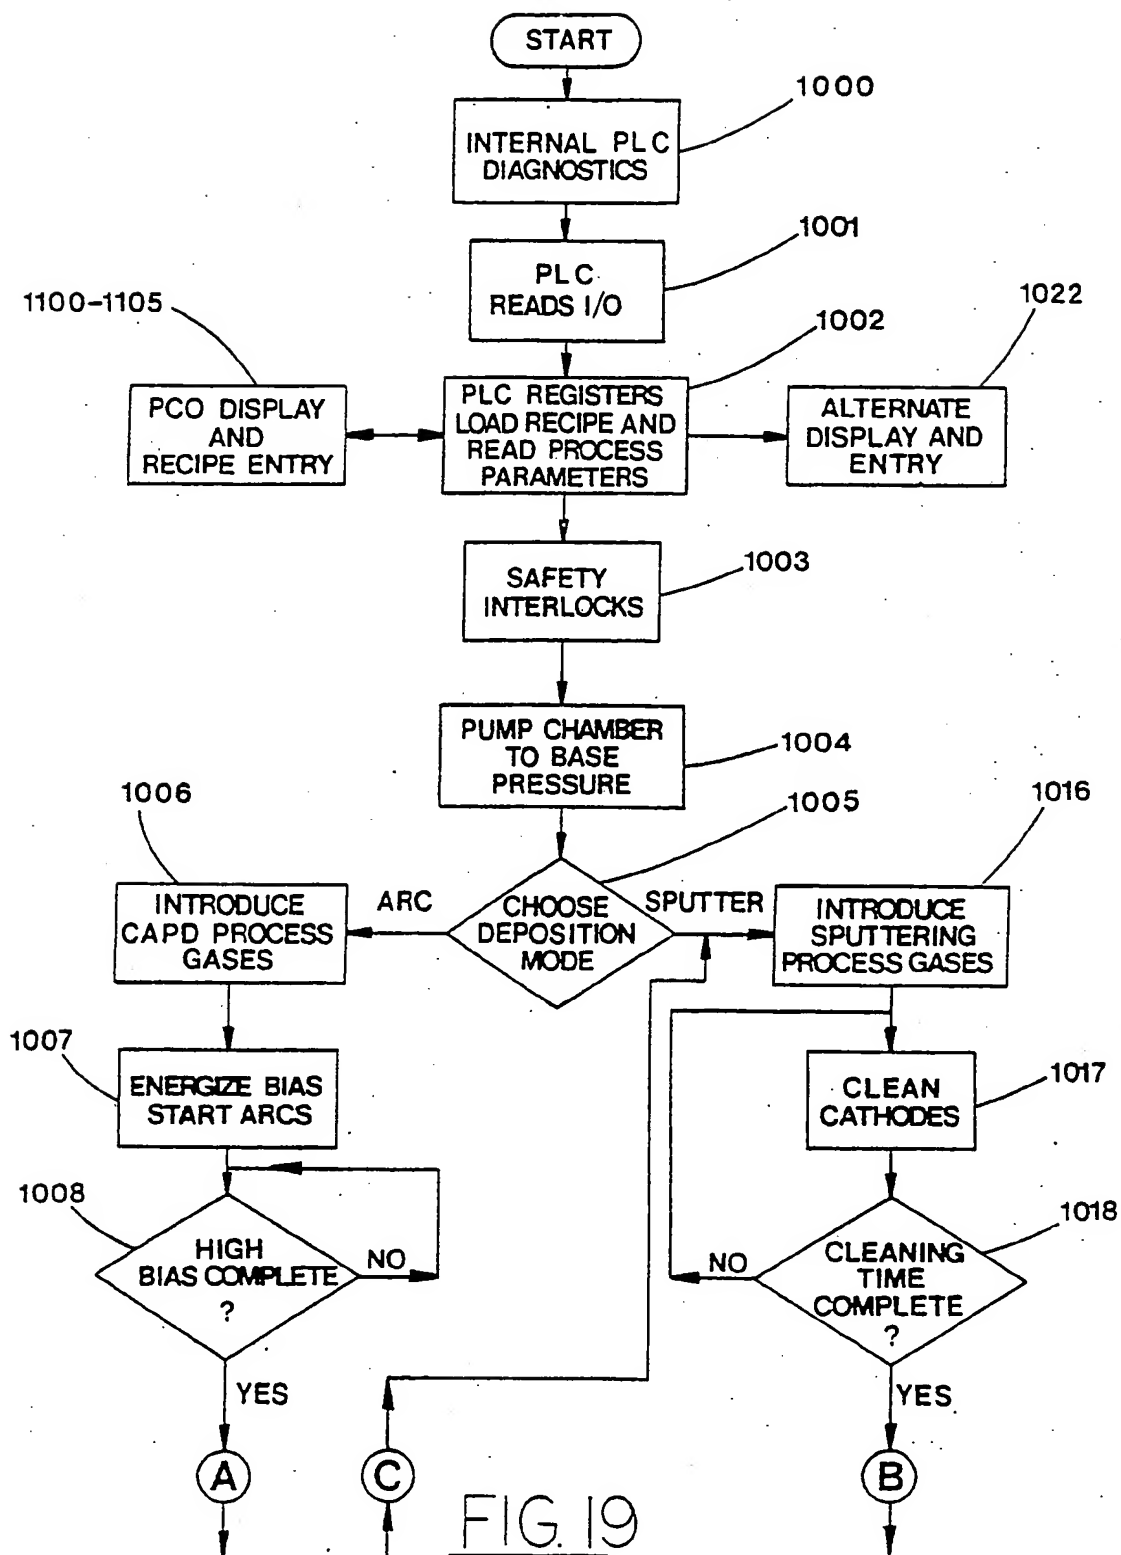 START
1000
INTERNAL PLC
DIAGNOSTICS
1001
PLC
READS I/O
1100-1105
1002
1022
PCO DISPLAY
AND
RECIPE ENTRY
PLC REGISTERS
LOAD RECIPE AND
READ PROCESS
PARAMETERS
ALTERNATE
DISPLAY AND
ENTRY
1003
SAFETY
INTERLOCKS
PUMP CHAMBER
TO BASE
PRESSURE
1004
1006
1005
1016
INTRODUCE
CAPD PROCESS
GASES
ARC
CHOOSE
DEPOSITION
MODE
SPUTTER
INTRODUCE
SPUTTERING
PROCESS GASES
1007
ENERGIZE BIAS
START ARCS
CLEAN
CATHODES
1017
1008
HIGH
BIAS COMPLETE
?
NO
1018
NO
CLEANING
TIME
COMPLETE
?
YES
YES
A
C
B
FIG. 19